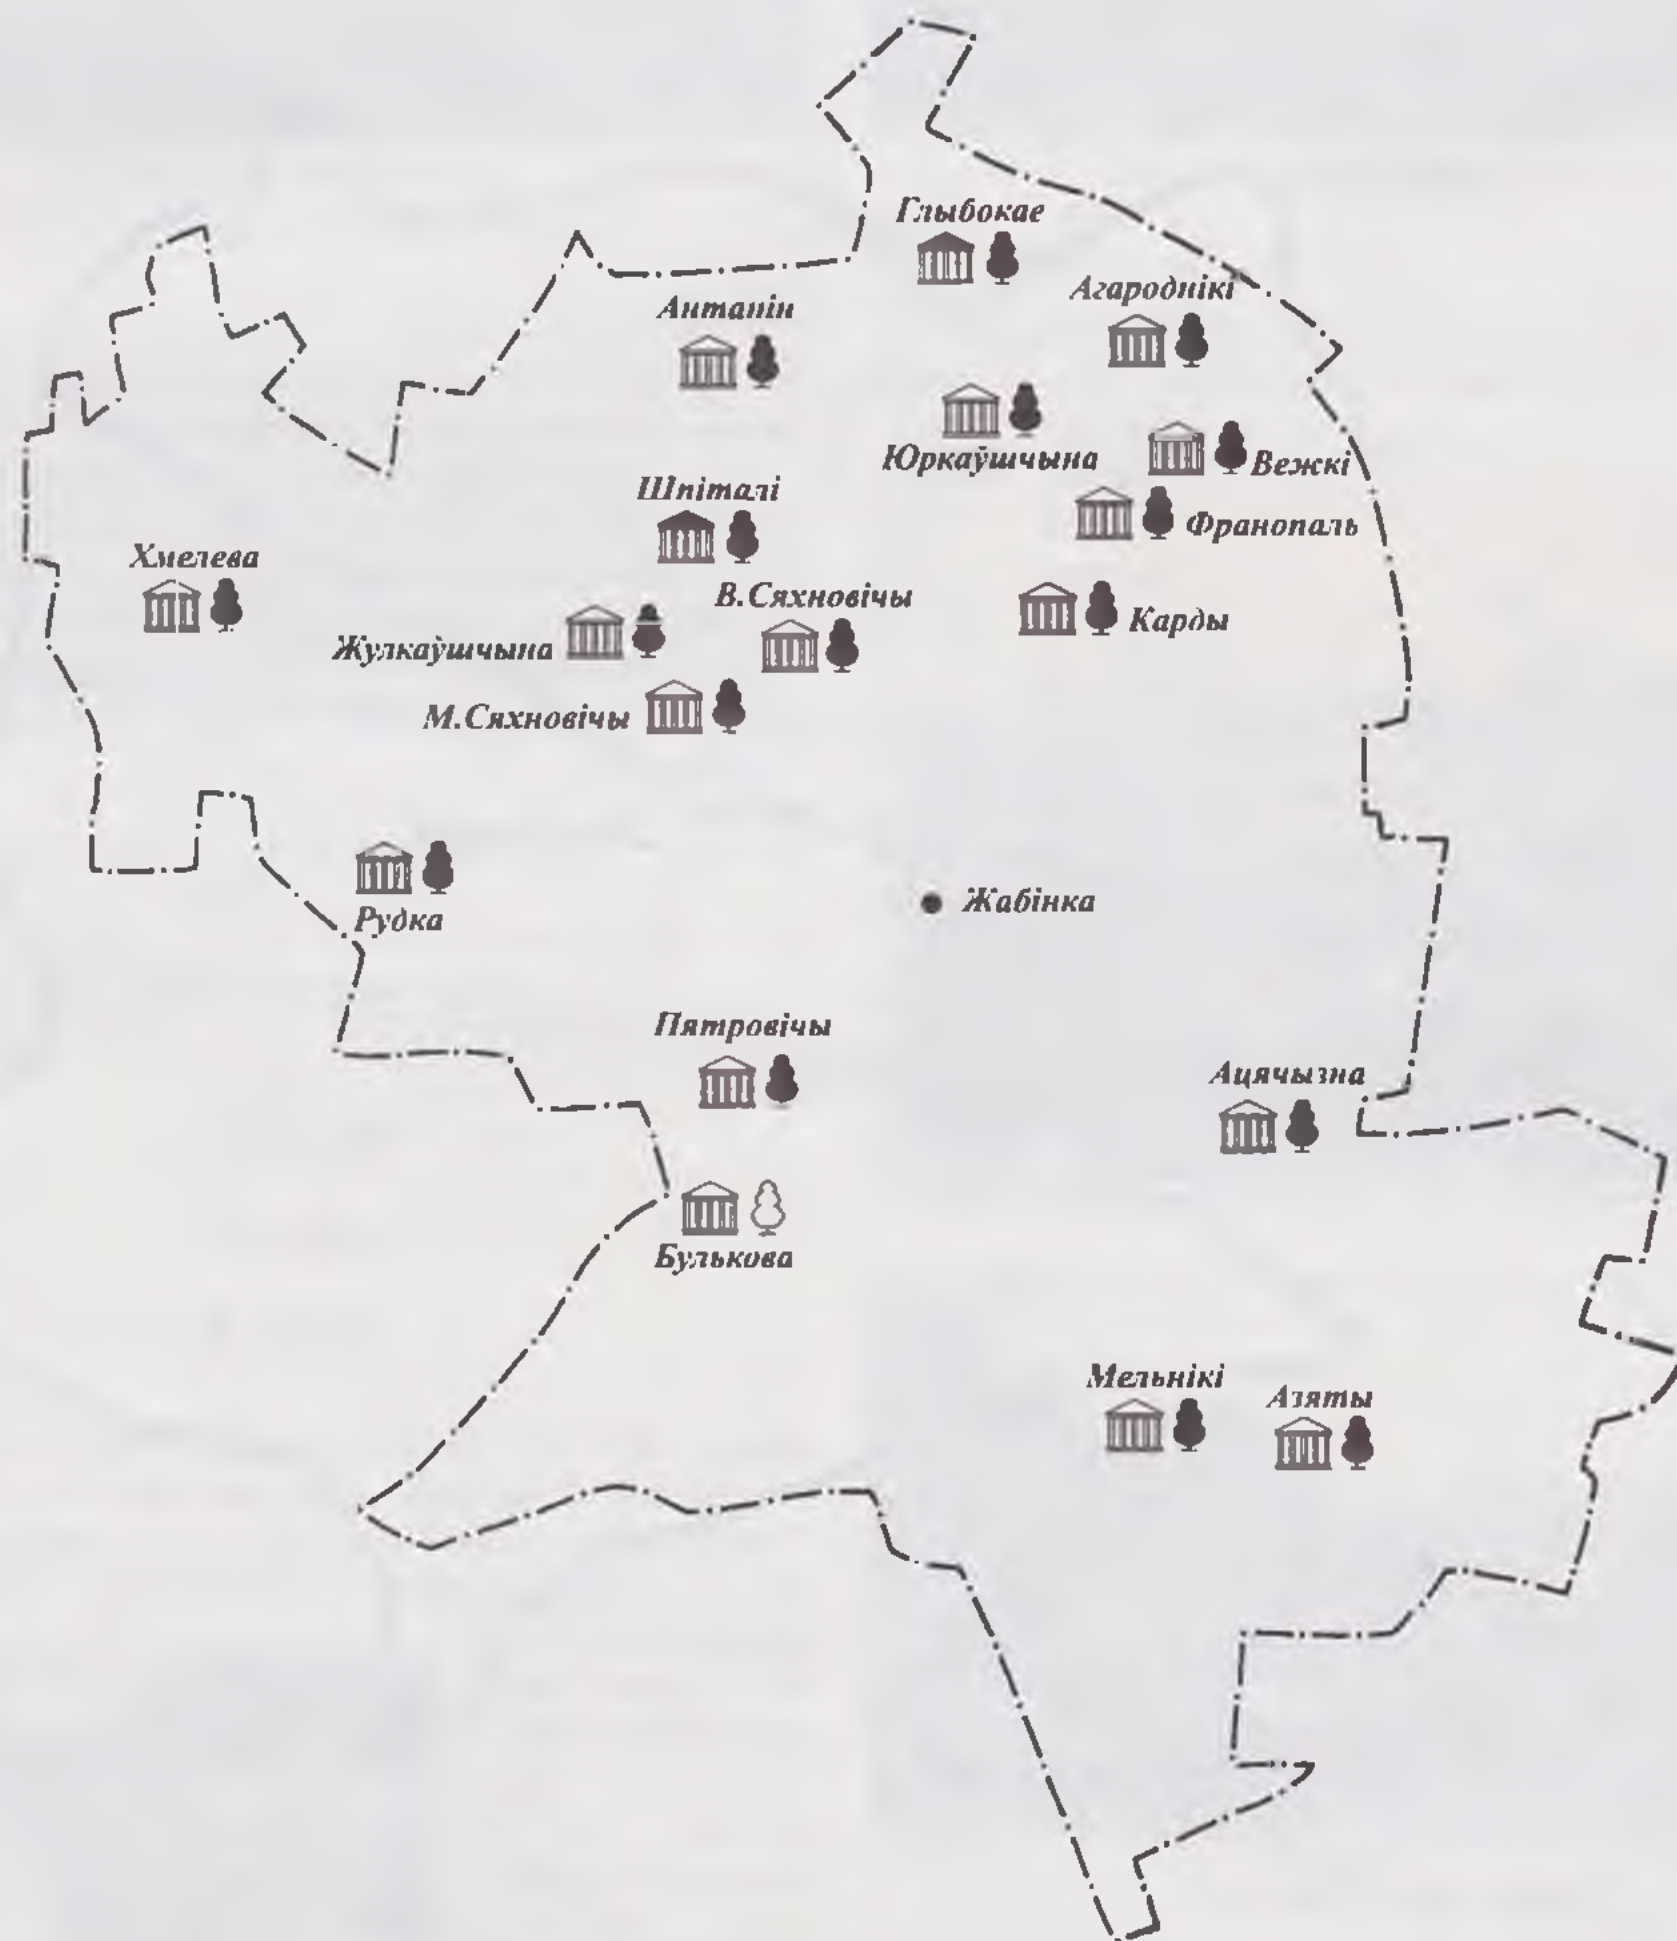 Глыбокае
Агароднікі
Антанін
Юркаўшчына
Вежкі
Шпіталі
Франопаль
Хмелева
В.Сяхновічы
Карды
Жулкаўшчына
М.Сяхновічы
Рудка
Жабінка
Пятровічы
Ацячызна
Булькова
Мельнікі
Азяты